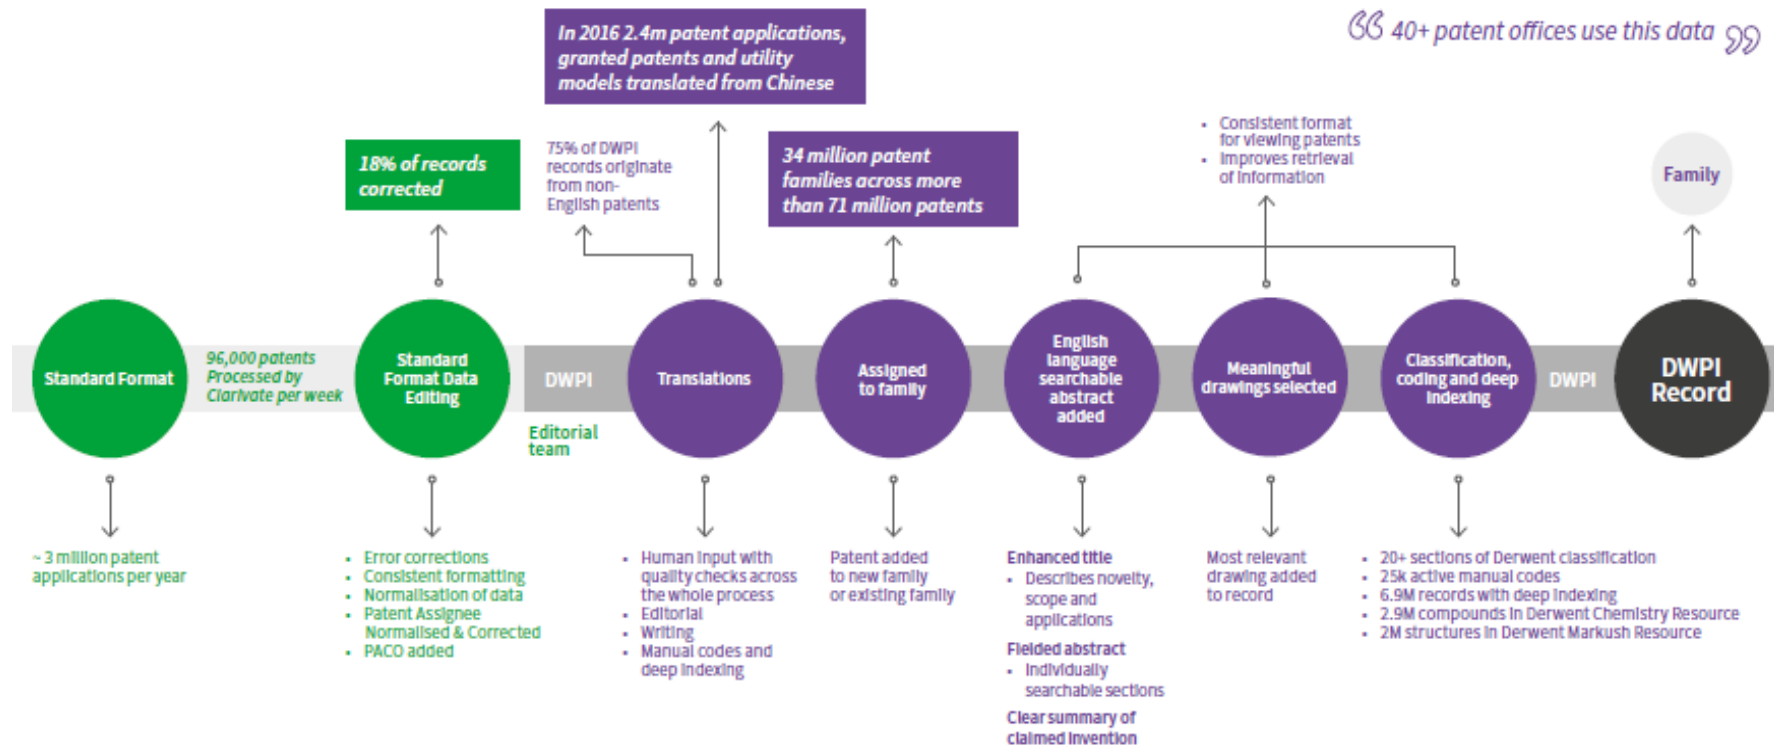 In 2016 2.4m patent applications,
granted patents and utility
models translated from Chinese
40+ patent offices use this data
18% of records
corrected
75% of DWPI
records originate
from non-
English patents
34 million patent
families across more
than 71 million patents
• Consistent format
for viewing patents
• Improves retrieval
of information
Family
Standard Format
96,000 patents
Processed by
Clarivate per week
Standard
Format Data
Editing
DWPI
Editorial
team
Translations
Assigned
to family
English
language
searchable
abstract
added
Meaningful
drawings selected
Classification,
coding and deep
indexing
DWPI
DWPI
Record
~ 3 million patent
applications per year
• Error corrections
• Consistent formatting
• Normalisation of data
• Patent Assignee
Normalised & Corrected
• PACO added
• Human input with
quality checks across
the whole process
• Editorial
• Writing
• Manual codes and
deep indexing
Patent added
to new family
or existing family
Enhanced title
• Describes novelty,
scope and
applications
Fielded abstract
• Individually
searchable sections
Clear summary of
claimed invention
Most relevant
drawing added
to record
• 20+ sections of Derwent classification
• 25k active manual codes
• 6.9M records with deep indexing
• 2.9M compounds in Derwent Chemistry Resource
• 2M structures in Derwent Markush Resource